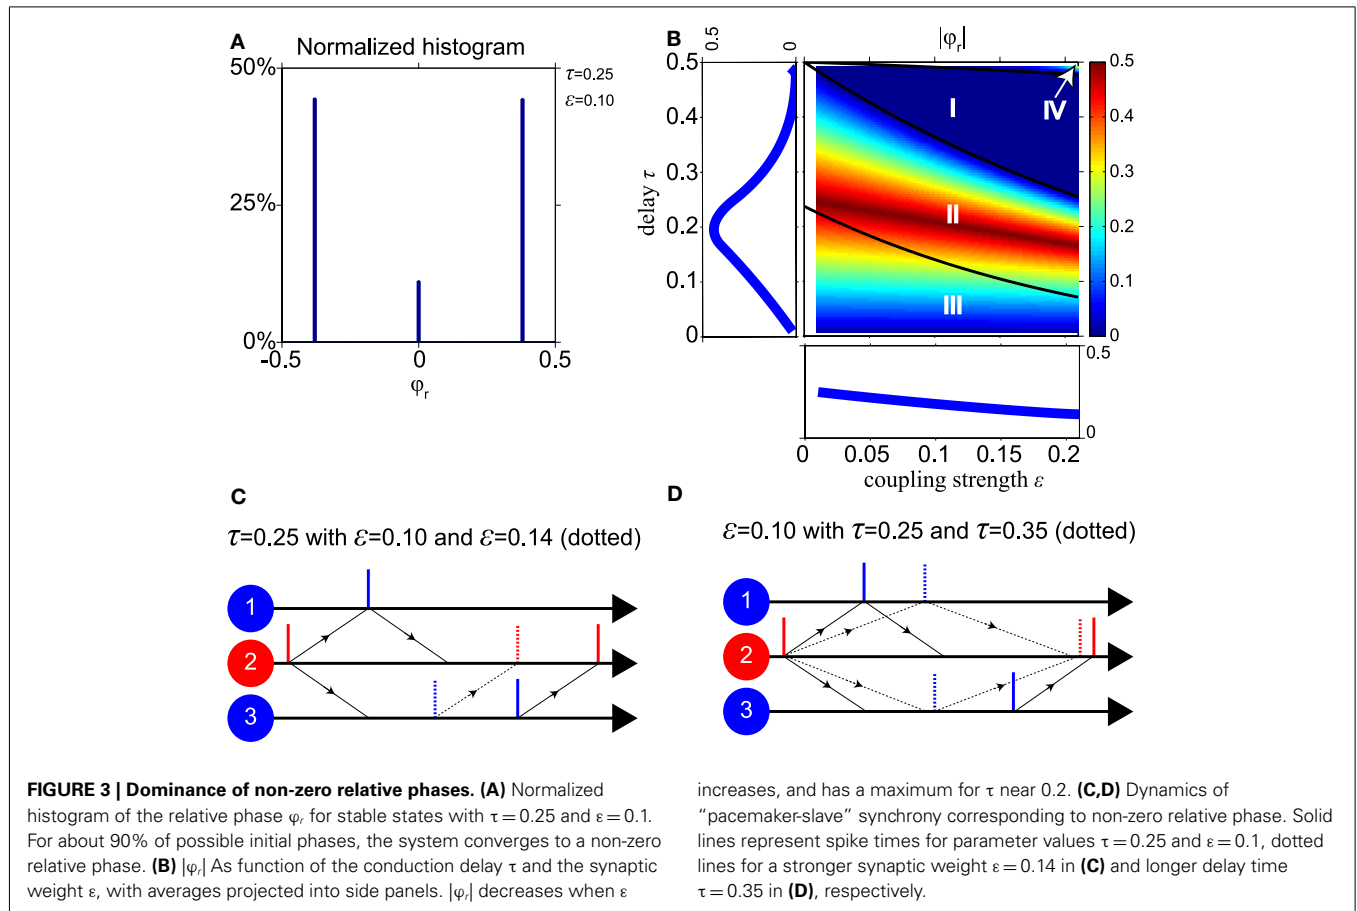 A
Normalized histogram
50%
25%
0%
-0.5
0
0.5
φr
τ=0.25
ε=0.10
B
0.5
0
|φr|
0.5
0.4
0.3
0.2
0.1
0
delay τ
I
II
III
IV
0.5
0.4
0.3
0.2
0.1
0
0.5
0
0
0.05
0.1
0.15
0.2
coupling strength ε
C
τ=0.25 with ε=0.10 and ε=0.14 (dotted)
1
2
3
D
ε=0.10 with τ=0.25 and τ=0.35 (dotted)
1
2
3
FIGURE 3 | Dominance of non-zero relative phases. (A) Normalized
histogram of the relative phase φr for stable states with τ = 0.25 and ε = 0.1.
For about 90% of possible initial phases, the system converges to a non-zero
relative phase. (B) |φr| As function of the conduction delay τ and the synaptic
weight ε, with averages projected into side panels. |φr| decreases when ε
increases, and has a maximum for τ near 0.2. (C,D) Dynamics of
“pacemaker-slave” synchrony corresponding to non-zero relative phase. Solid
lines represent spike times for parameter values τ = 0.25 and ε = 0.1, dotted
lines for a stronger synaptic weight ε = 0.14 in (C) and longer delay time
τ = 0.35 in (D), respectively.